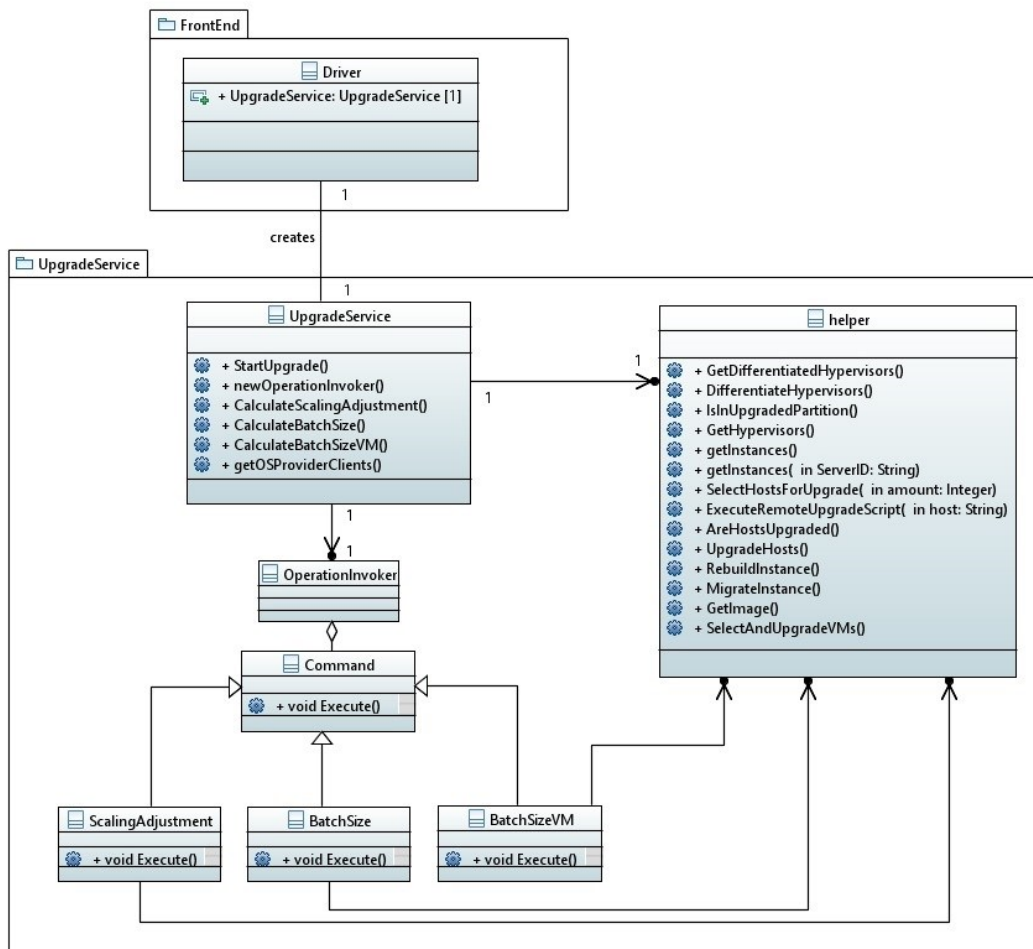 FrontEnd
Driver
+ UpgradeService: UpgradeService [1]
1
creates
UpgradeService
1
UpgradeService
+ StartUpgrade()
+ newOperationInvoker()
+ CalculateScalingAdjustment()
+ CalculateBatchSize()
+ CalculateBatchSizeVM()
+ getOSProviderClients()
1
1
helper
+ GetDifferentiatedHypervisors()
+ DifferentiateHypervisors()
+ IsInUpgradedPartition()
+ GetHypervisors()
+ getInstances()
+ getInstances( in ServerID: String)
+ SelectHostsForUpgrade( in amount: Integer)
+ ExecuteRemoteUpgradeScript( in host: String)
+ AreHostsUpgraded()
+ UpgradeHosts()
+ RebuildInstance()
+ MigrateInstance()
+ GetImage()
+ SelectAndUpgradeVMs()
1
1
OperationInvoker
Command
+ void Execute()
ScalingAdjustment
+ void Execute()
BatchSize
+ void Execute()
BatchSizeVM
+ void Execute()